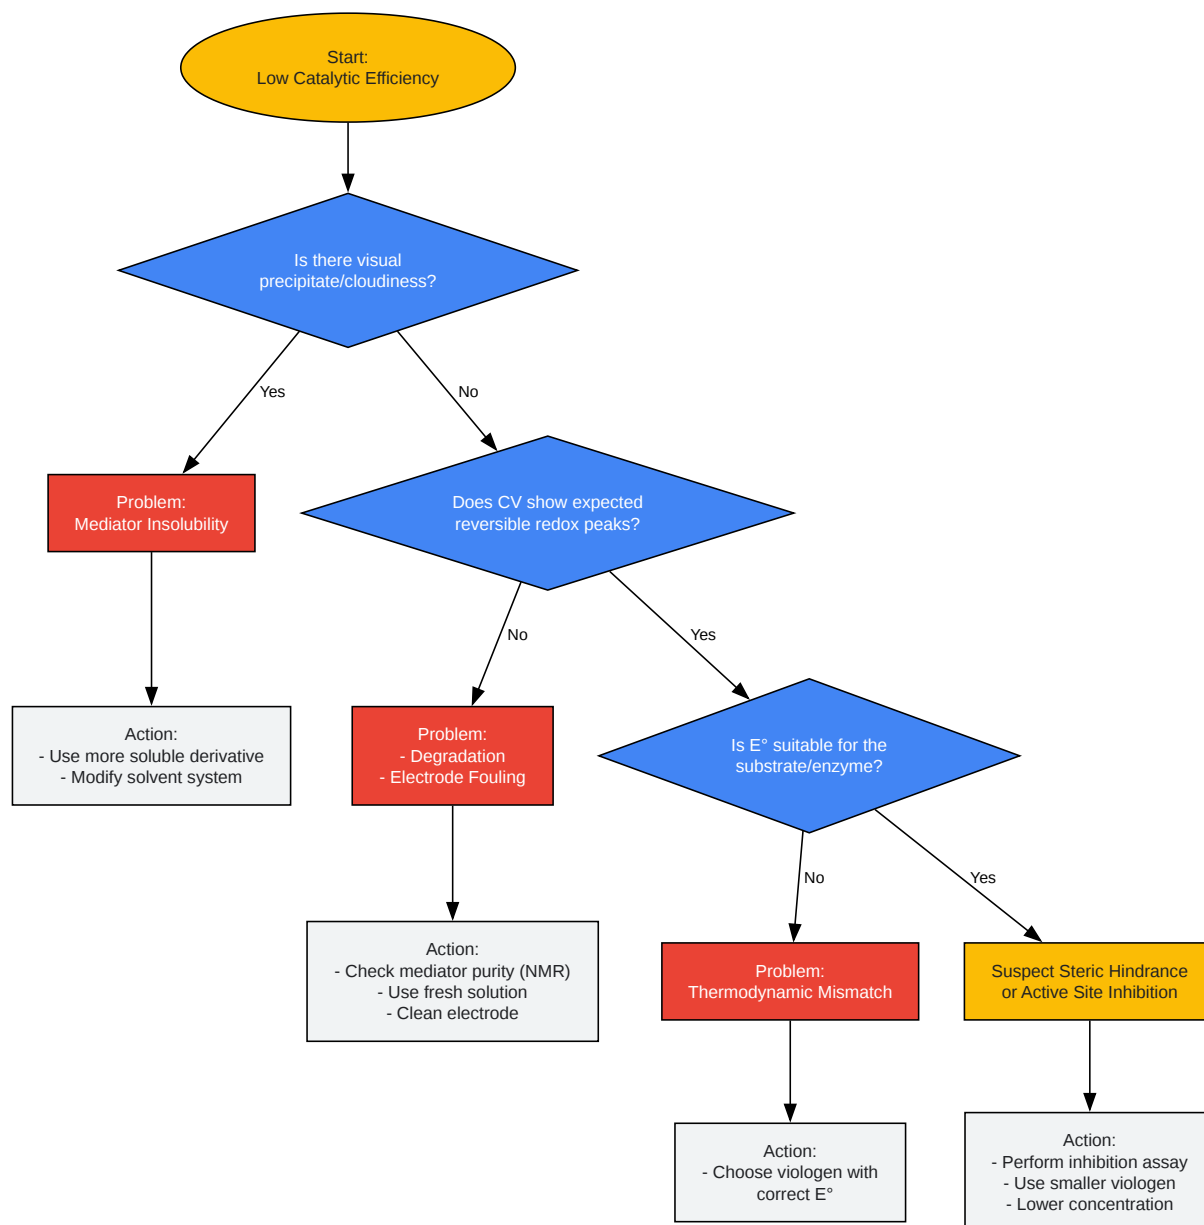 Start:
Low Catalytic Efficiency
Is there visual
precipitate/cloudiness?
Yes
No
Problem:
Mediator Insolubility
Does CV show expected
reversible redox peaks?
No
Yes
Action:
- Use more soluble derivative
- Modify solvent system
Problem:
- Degradation
- Electrode Fouling
Is E° suitable for the
substrate/enzyme?
No
Yes
Action:
- Check mediator purity (NMR)
- Use fresh solution
- Clean electrode
Problem:
Thermodynamic Mismatch
Suspect Steric Hindrance
or Active Site Inhibition
Action:
- Choose viologen with
correct E°
Action:
- Perform inhibition assay
- Use smaller viologen
- Lower concentration